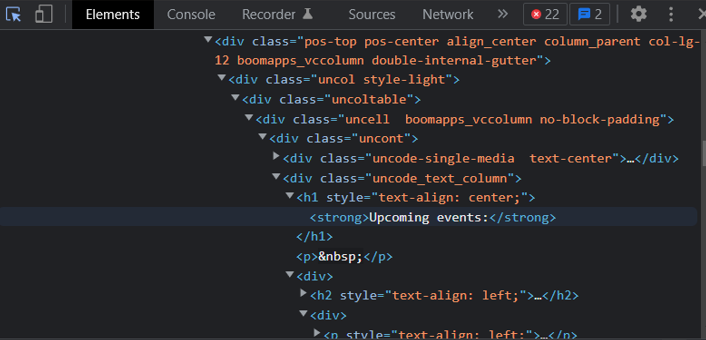 Elements Console Recorder Sources Network » 22 2
<div class="pos-top pos-center align_center column_parent col-lg-
12 boomapps_vccolumn double-internal-gutter">
<div class="uncol style-light">
<div class="uncoltable">
<div class="uncell  boomapps_vccolumn no-block-padding">
<div class="uncont">
<div class="uncode-single-media  text-center">…</div>
<div class="uncode_text_column">
<h1 style="text-align: center;">
<strong>Upcoming events:</strong>
</h1>
<p>&nbsp;</p>
<div>
<h2 style="text-align: left;">…</h2>
<div>
<p style="text-align: left;">…</p>